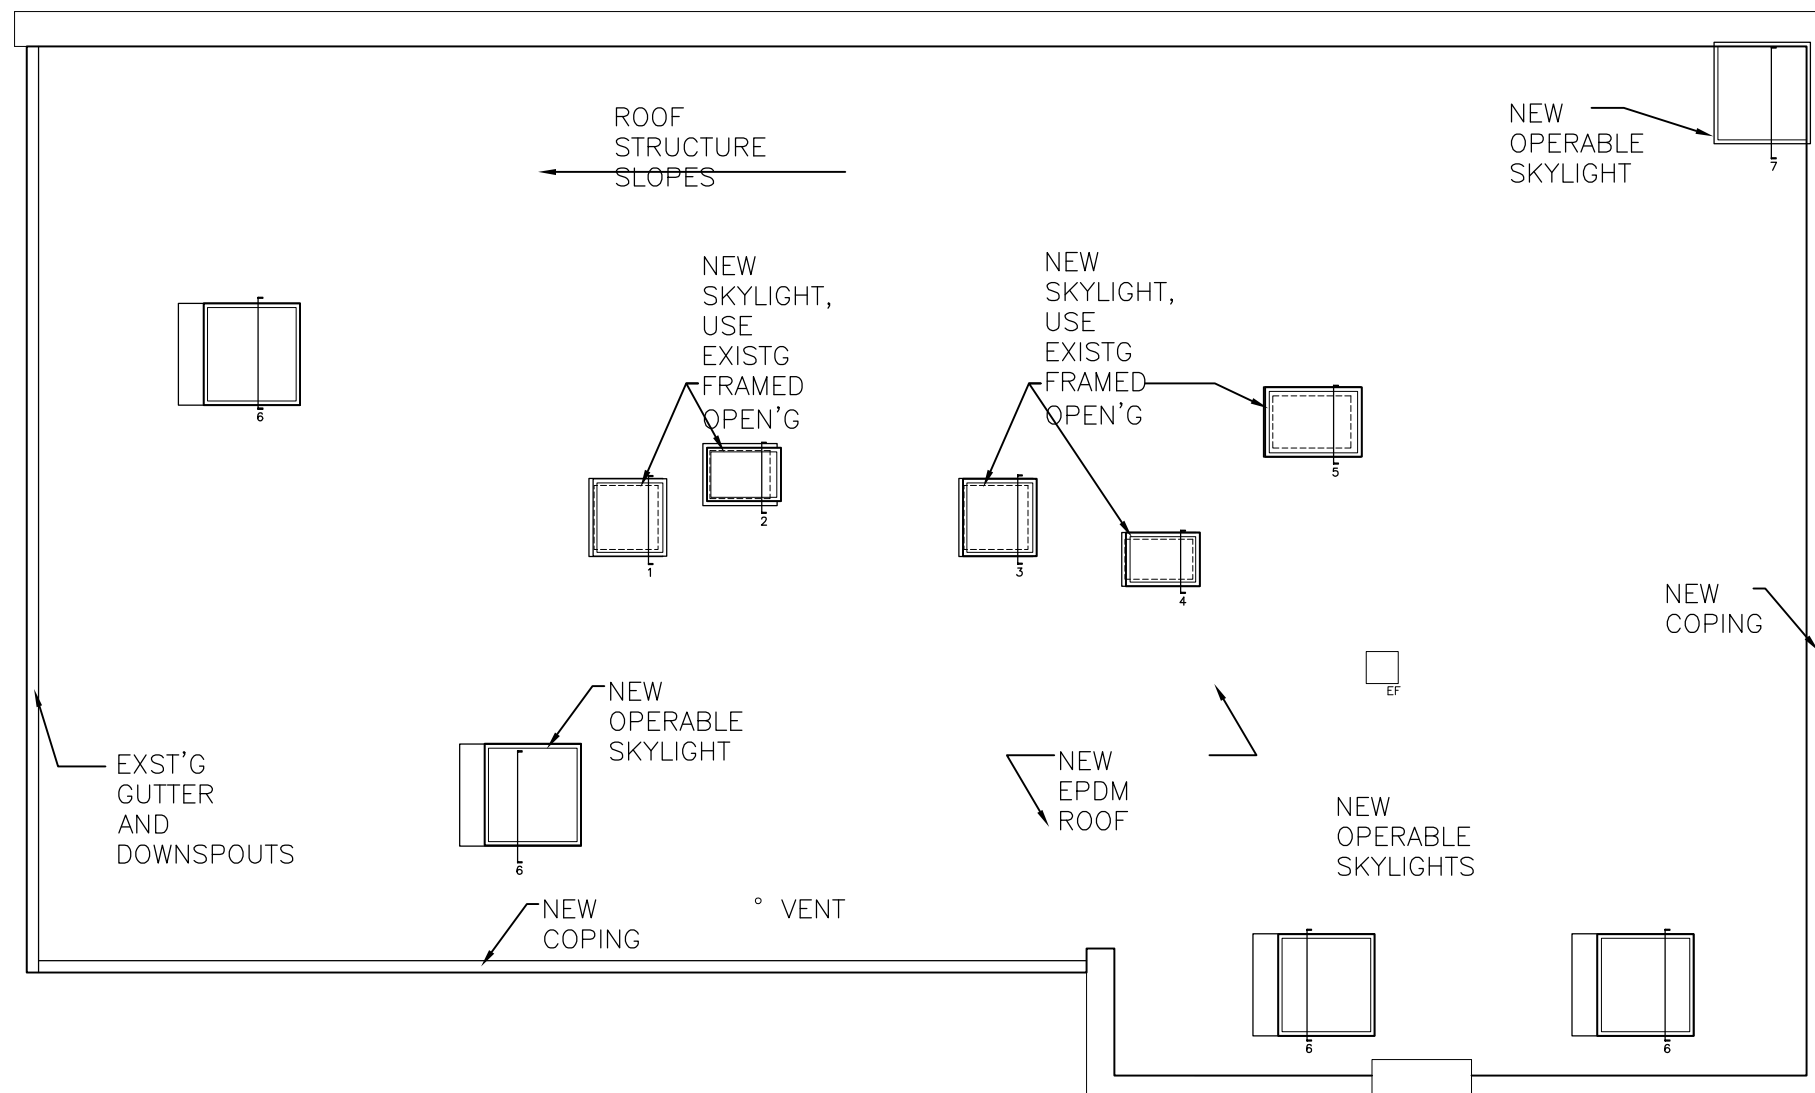 ROOF
STRUCTURE
SLOPES
NEW
OPERABLE
SKYLIGHT
7
NEW
SKYLIGHT,
USE
EXISTG
FRAMED
OPEN'G
NEW
SKYLIGHT,
USE
EXISTG
FRAMED
OPEN'G
6
5
2
1
3
4
NEW
COPING
EF
NEW
OPERABLE
SKYLIGHT
EXST'G
GUTTER
AND
DOWNSPOUTS
NEW
EPDM
ROOF
NEW
OPERABLE
SKYLIGHTS
6
NEW
COPING
° VENT
6
6